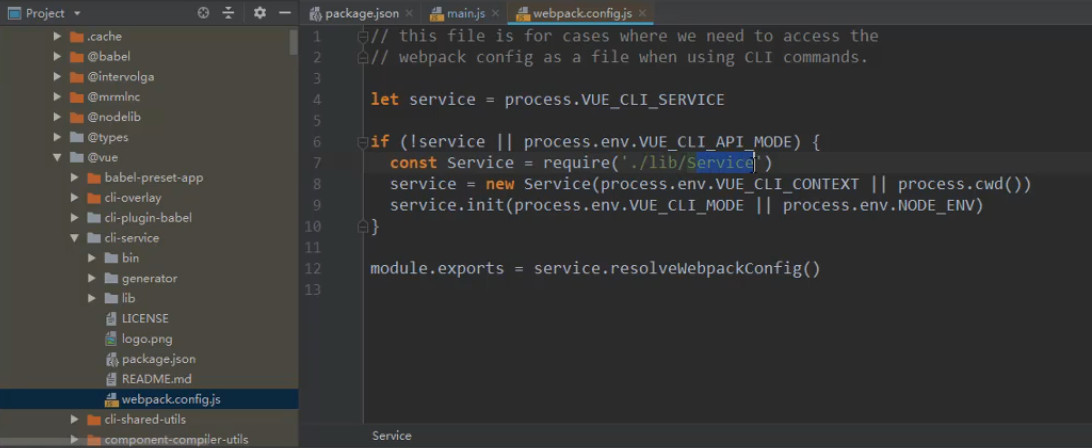 Project
.cache
@babel
@intervolga
@mrmlnc
@nodelib
@types
@vue
babel-preset-app
cli-overlay
cli-plugin-babel
cli-service
bin
generator
lib
LICENSE
logo.png
package.json
README.md
webpack.config.js
cli-shared-utils
component-compiler-utils
package.json
main.js
webpack.config.js
1 // this file is for cases where we need to access the
2 // webpack config as a file when using CLI commands.
3
4 let service = process.VUE_CLI_SERVICE
5
6 if (!service || process.env.VUE_CLI_API_MODE) {
7 const Service = require('./lib/Service')
8 service = new Service(process.env.VUE_CLI_CONTEXT || process.cwd())
9 service.init(process.env.VUE_CLI_MODE || process.env.NODE_ENV)
10 }
11
12 module.exports = service.resolveWebpackConfig()
13
Service